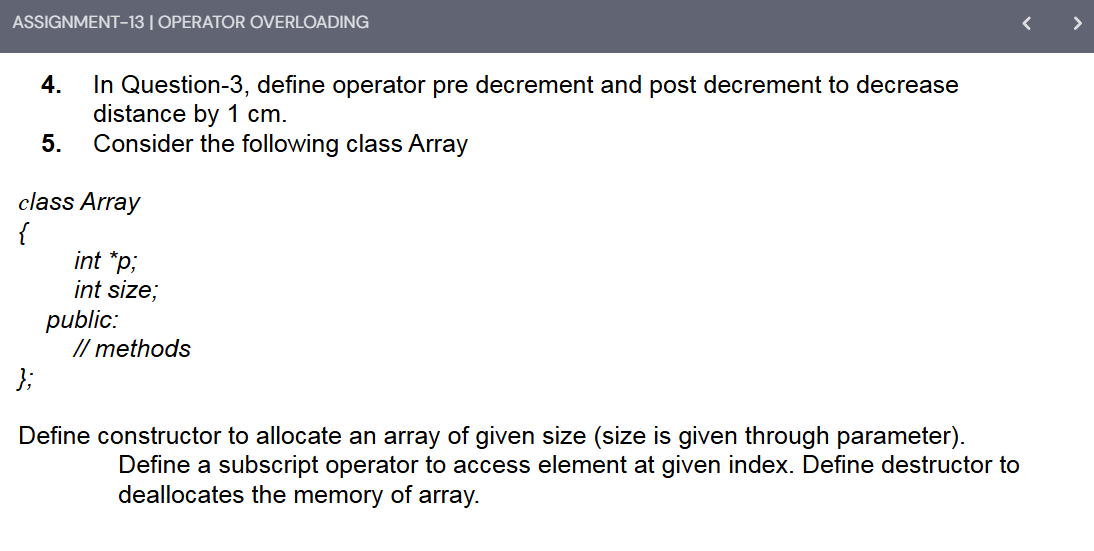 ASSIGNMENT-13 | OPERATOR OVERLOADING
4. In Question-3, define operator pre decrement and post decrement to decrease
distance by 1 cm.
5. Consider the following class Array
class Array
{
int *p;
int size;
public:
// methods
};
Define constructor to allocate an array of given size (size is given through parameter).
Define a subscript operator to access element at given index. Define destructor to
deallocates the memory of array.